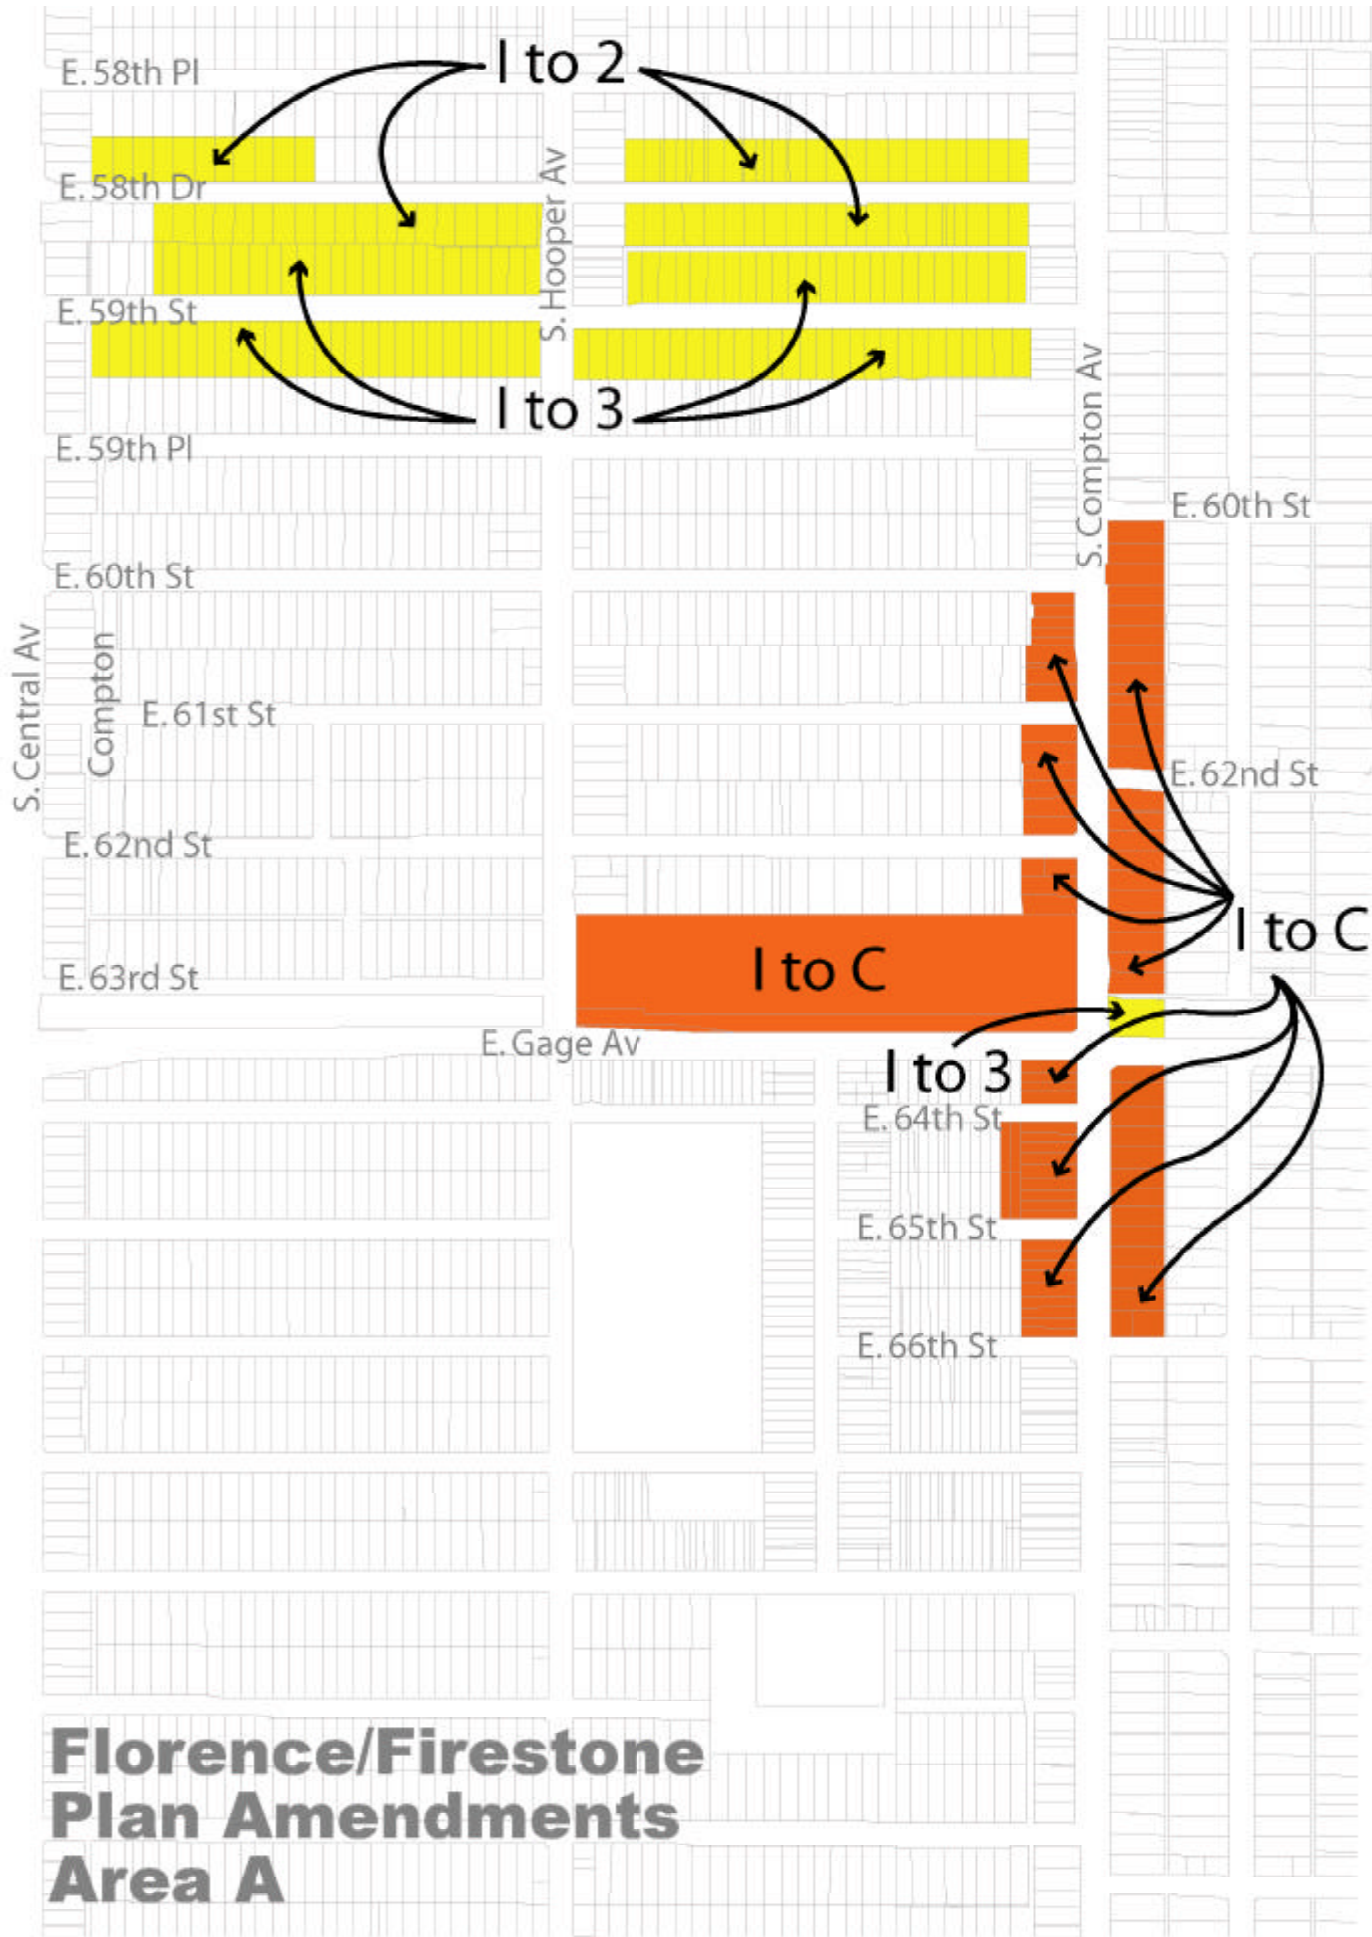 E. 58th Pl
I to 2
E. 58th Dr
S. Hooper Av
E. 59th St
I to 3
E. 59th Pl
S. Compton Av
E. 60th St
E. 60th St
S. Central Av
Compton
E. 61st St
E. 62nd St
E. 62nd St
I to C
I to C
E. 63rd St
E. Gage Av
I to 3
E. 64th St
E. 65th St
E. 66th St
Florence/Firestone
Plan Amendments
Area A